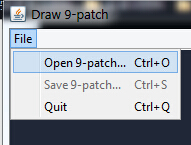 Draw 9-patch
File
Open 9-patch... Ctrl+O
Save 9-patch... Ctrl+S
Quit Ctrl+Q